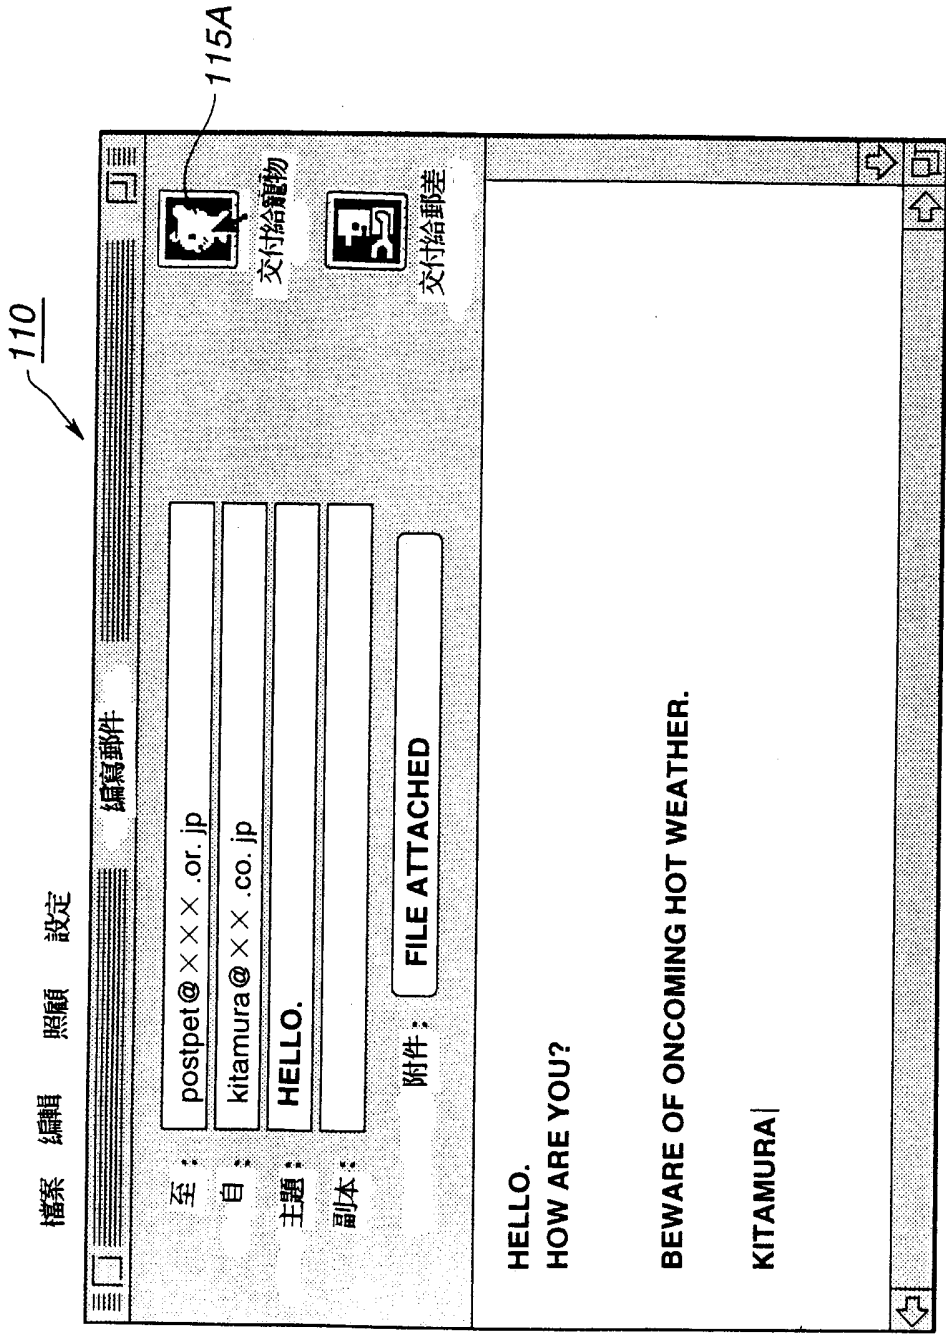 110
檔案 編輯 照顧 設定
編寫郵件
至： postpet@×××.or.jp
自： kitamura@××.co.jp
主題： HELLO.
副本：
附件： FILE ATTACHED
115A
交付給寵物
交付給郵差
HELLO.
HOW ARE YOU?
BEWARE OF ONCOMING HOT WEATHER.
KITAMURA